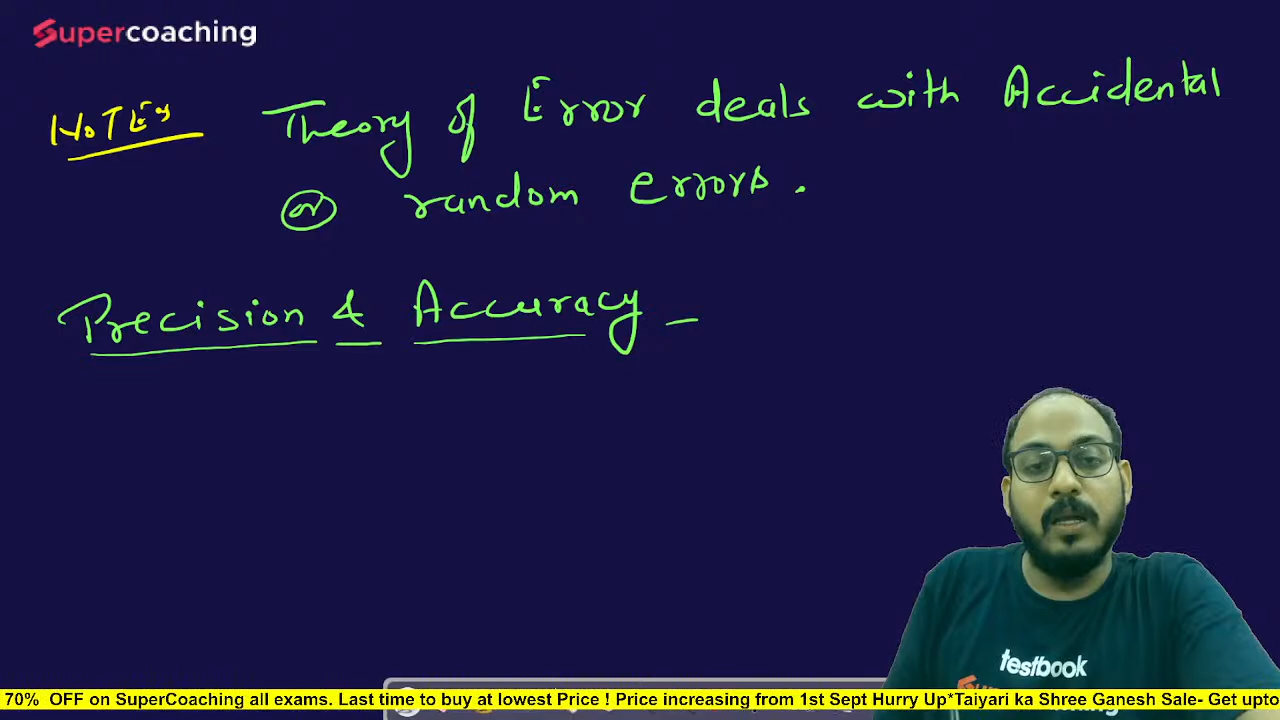 Supercoaching
NOTEs Theory of Error deals with Accidental
or random errors.
Precision & Accuracy -
testbook
70% OFF on SuperCoaching all exams. Last time to buy at lowest Price ! Price increasing from 1st Sept Hurry Up*Taiyari ka Shree Ganesh Sale- Get upto